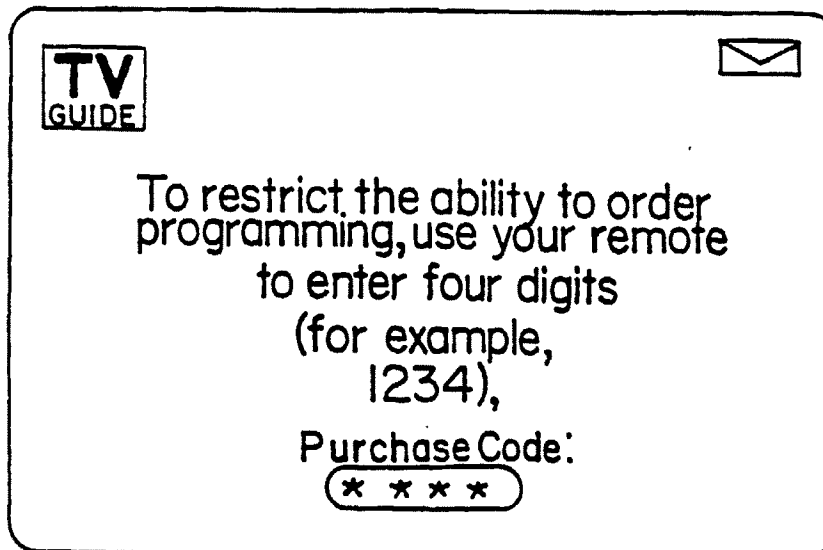 TV
GUIDE
To restrict the ability to order
programming, use your remote
to enter four digits
(for example,
1234),
Purchase Code:
* * * *